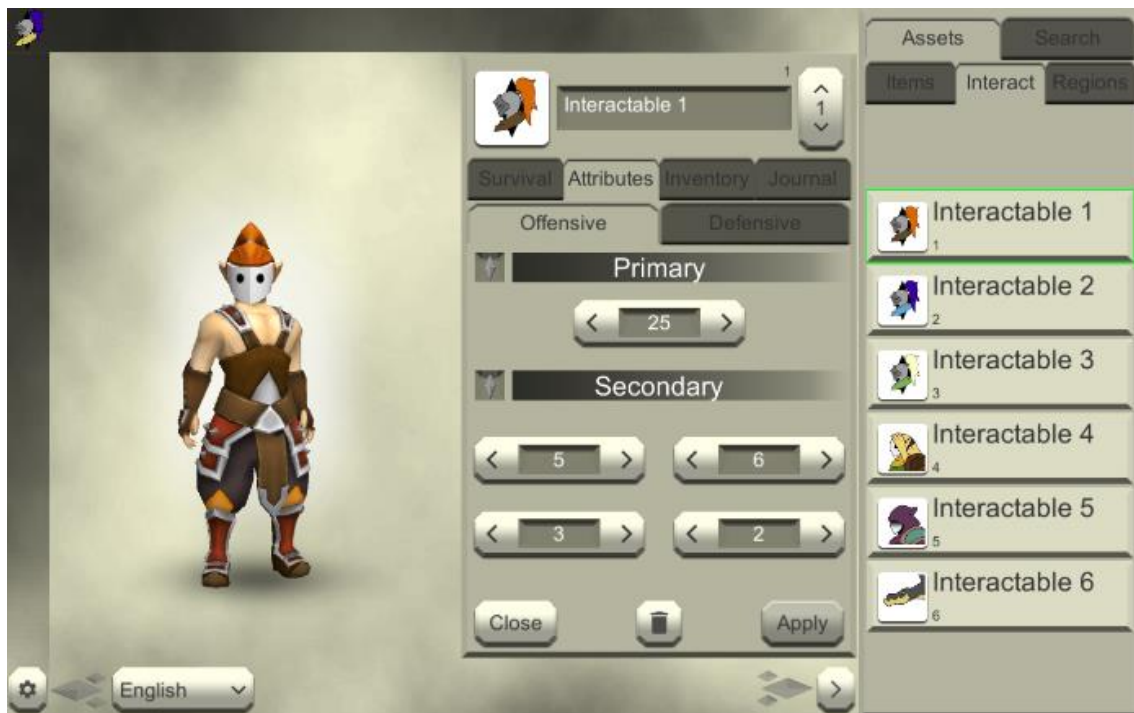 1
Interactable 1
1
Survival Attributes Inventory Journal
Offensive Defensive
Primary
25
Secondary
5 6
3 2
Close Apply
English
Assets Search
Items Interact Regions
Interactable 1
1
Interactable 2
2
Interactable 3
3
Interactable 4
4
Interactable 5
5
Interactable 6
6